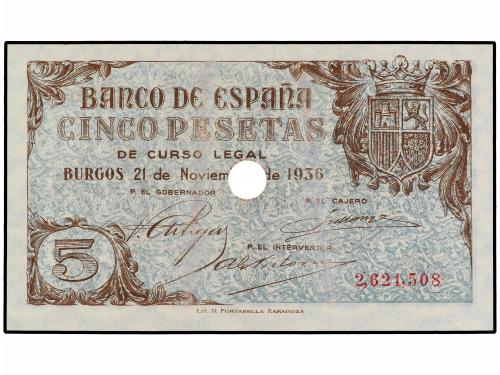 BANCO DE ESPAÑA
CINCO PESETAS
DE CURSO LEGAL
BURGOS 21 de Noviem de 1936
P. EL GOBERNADOR
P. EL CAJERO
P. EL INTERVENTOR
5
2,621,508
LIT. M. PORTABELLA ZARAGOZA